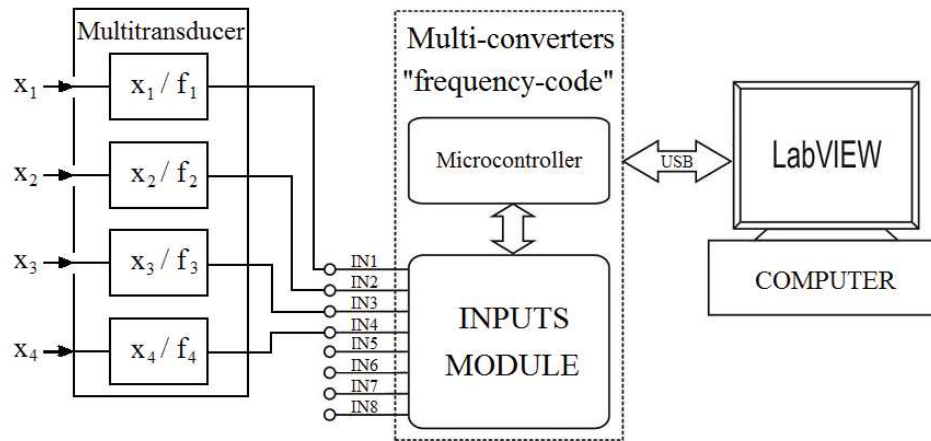 Multitransducer
x1
x1 / f1
x2
x2 / f2
x3
x3 / f3
x4
x4 / f4
IN1
IN2
IN3
IN4
IN5
IN6
IN7
IN8
Multi-converters
"frequency-code"
Microcontroller
INPUTS
MODULE
USB
LabVIEW
COMPUTER